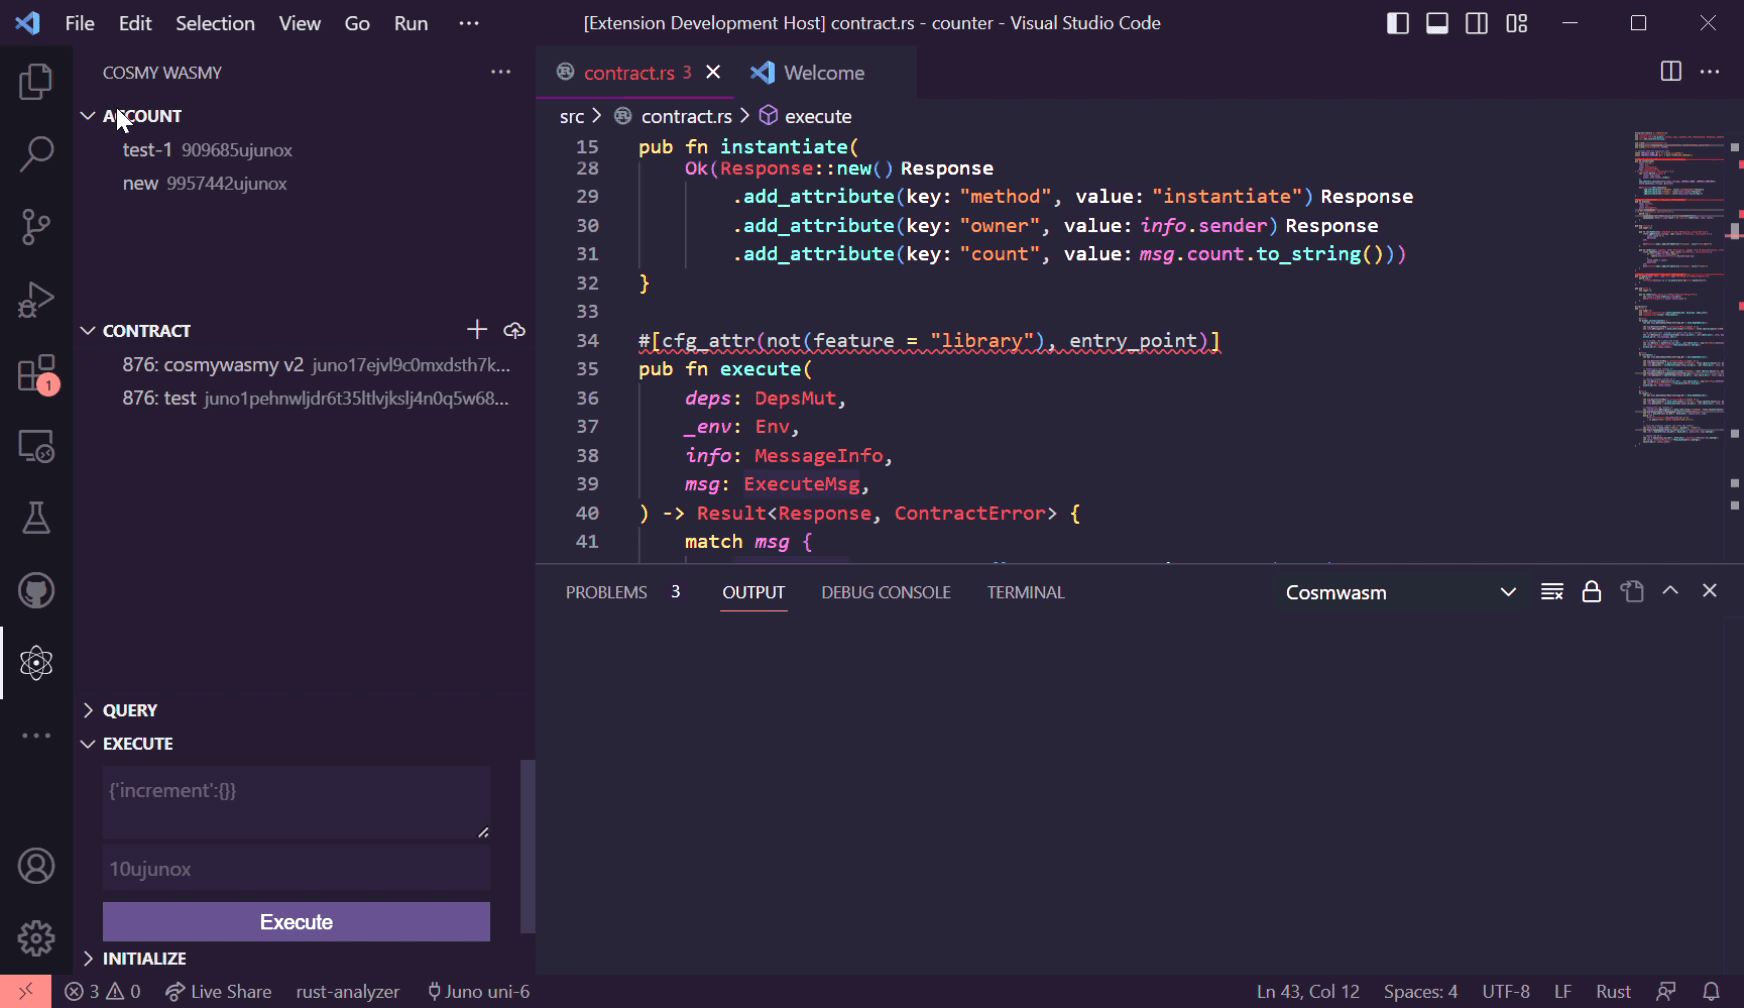 File Edit Selection View Go Run ··· [Extension Development Host] contract.rs - counter - Visual Studio Code
COSMY WASMY ···
contract.rs 3 Welcome
ACCOUNT
test-1 909685ujunox
new 9957442ujunox
CONTRACT
876: cosmywasmy v2 juno17ejvl9c0mxdsth7k...
876: test juno1pehnwljdr6t35ltlvjkslj4n0q5w68...
1
QUERY
EXECUTE
{'increment':{}}
10ujunox
Execute
INITIALIZE
src > contract.rs > execute
15 pub fn instantiate(
28 Ok(Response::new() Response
29 .add_attribute(key: "method", value: "instantiate") Response
30 .add_attribute(key: "owner", value: info.sender) Response
31 .add_attribute(key: "count", value: msg.count.to_string()))
32 }
33
34 #[cfg_attr(not(feature = "library"), entry_point)]
35 pub fn execute(
36 deps: DepsMut,
37 _env: Env,
38 info: MessageInfo,
39 msg: ExecuteMsg,
40 ) -> Result<Response, ContractError> {
41 match msg {
PROBLEMS 3 OUTPUT DEBUG CONSOLE TERMINAL Cosmwasm
3 0 Live Share rust-analyzer Juno uni-6 Ln 43, Col 12 Spaces: 4 UTF-8 LF Rust